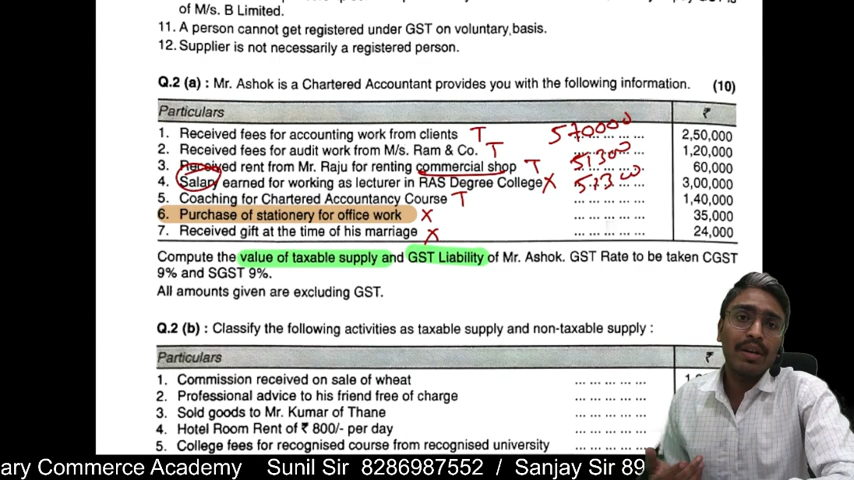 of M/s. B Limited.
11. A person cannot get registered under GST on voluntary basis.
12. Supplier is not necessarily a registered person.
Q.2 (a) : Mr. Ashok is a Chartered Accountant provides you with the following information. (10)
Particulars ₹
1. Received fees for accounting work from clients T 570000 2,50,000
2. Received fees for audit work from M/s. Ram & Co. T 51300 ... ... ... ... ... 1,20,000
3. Received rent from Mr. Raju for renting commercial shop T 60,000
4. Salary earned for working as lecturer in RAS Degree College X 51300 3,00,000
5. Coaching for Chartered Accountancy Course T ... ... ... ... ... 1,40,000
6. Purchase of stationery for office work X ... ... ... ... ... 35,000
7. Received gift at the time of his marriage X ... ... ... ... ... 24,000
Compute the value of taxable supply and GST Liability of Mr. Ashok. GST Rate to be taken CGST
9% and SGST 9%.
All amounts given are excluding GST.
Q.2 (b) : Classify the following activities as taxable supply and non-taxable supply :
Particulars ₹
1. Commission received on sale of wheat ... ... ... ... ...
2. Professional advice to his friend free of charge ... ... ... ... ...
3. Sold goods to Mr. Kumar of Thane ... ... ... ... ...
4. Hotel Room Rent of ₹ 800/- per day ... ... ... ... ...
5. College fees for recognised course from recognised university ... ... ... ... ...
ary Commerce Academy Sunil Sir 8286987552 / Sanjay Sir 89